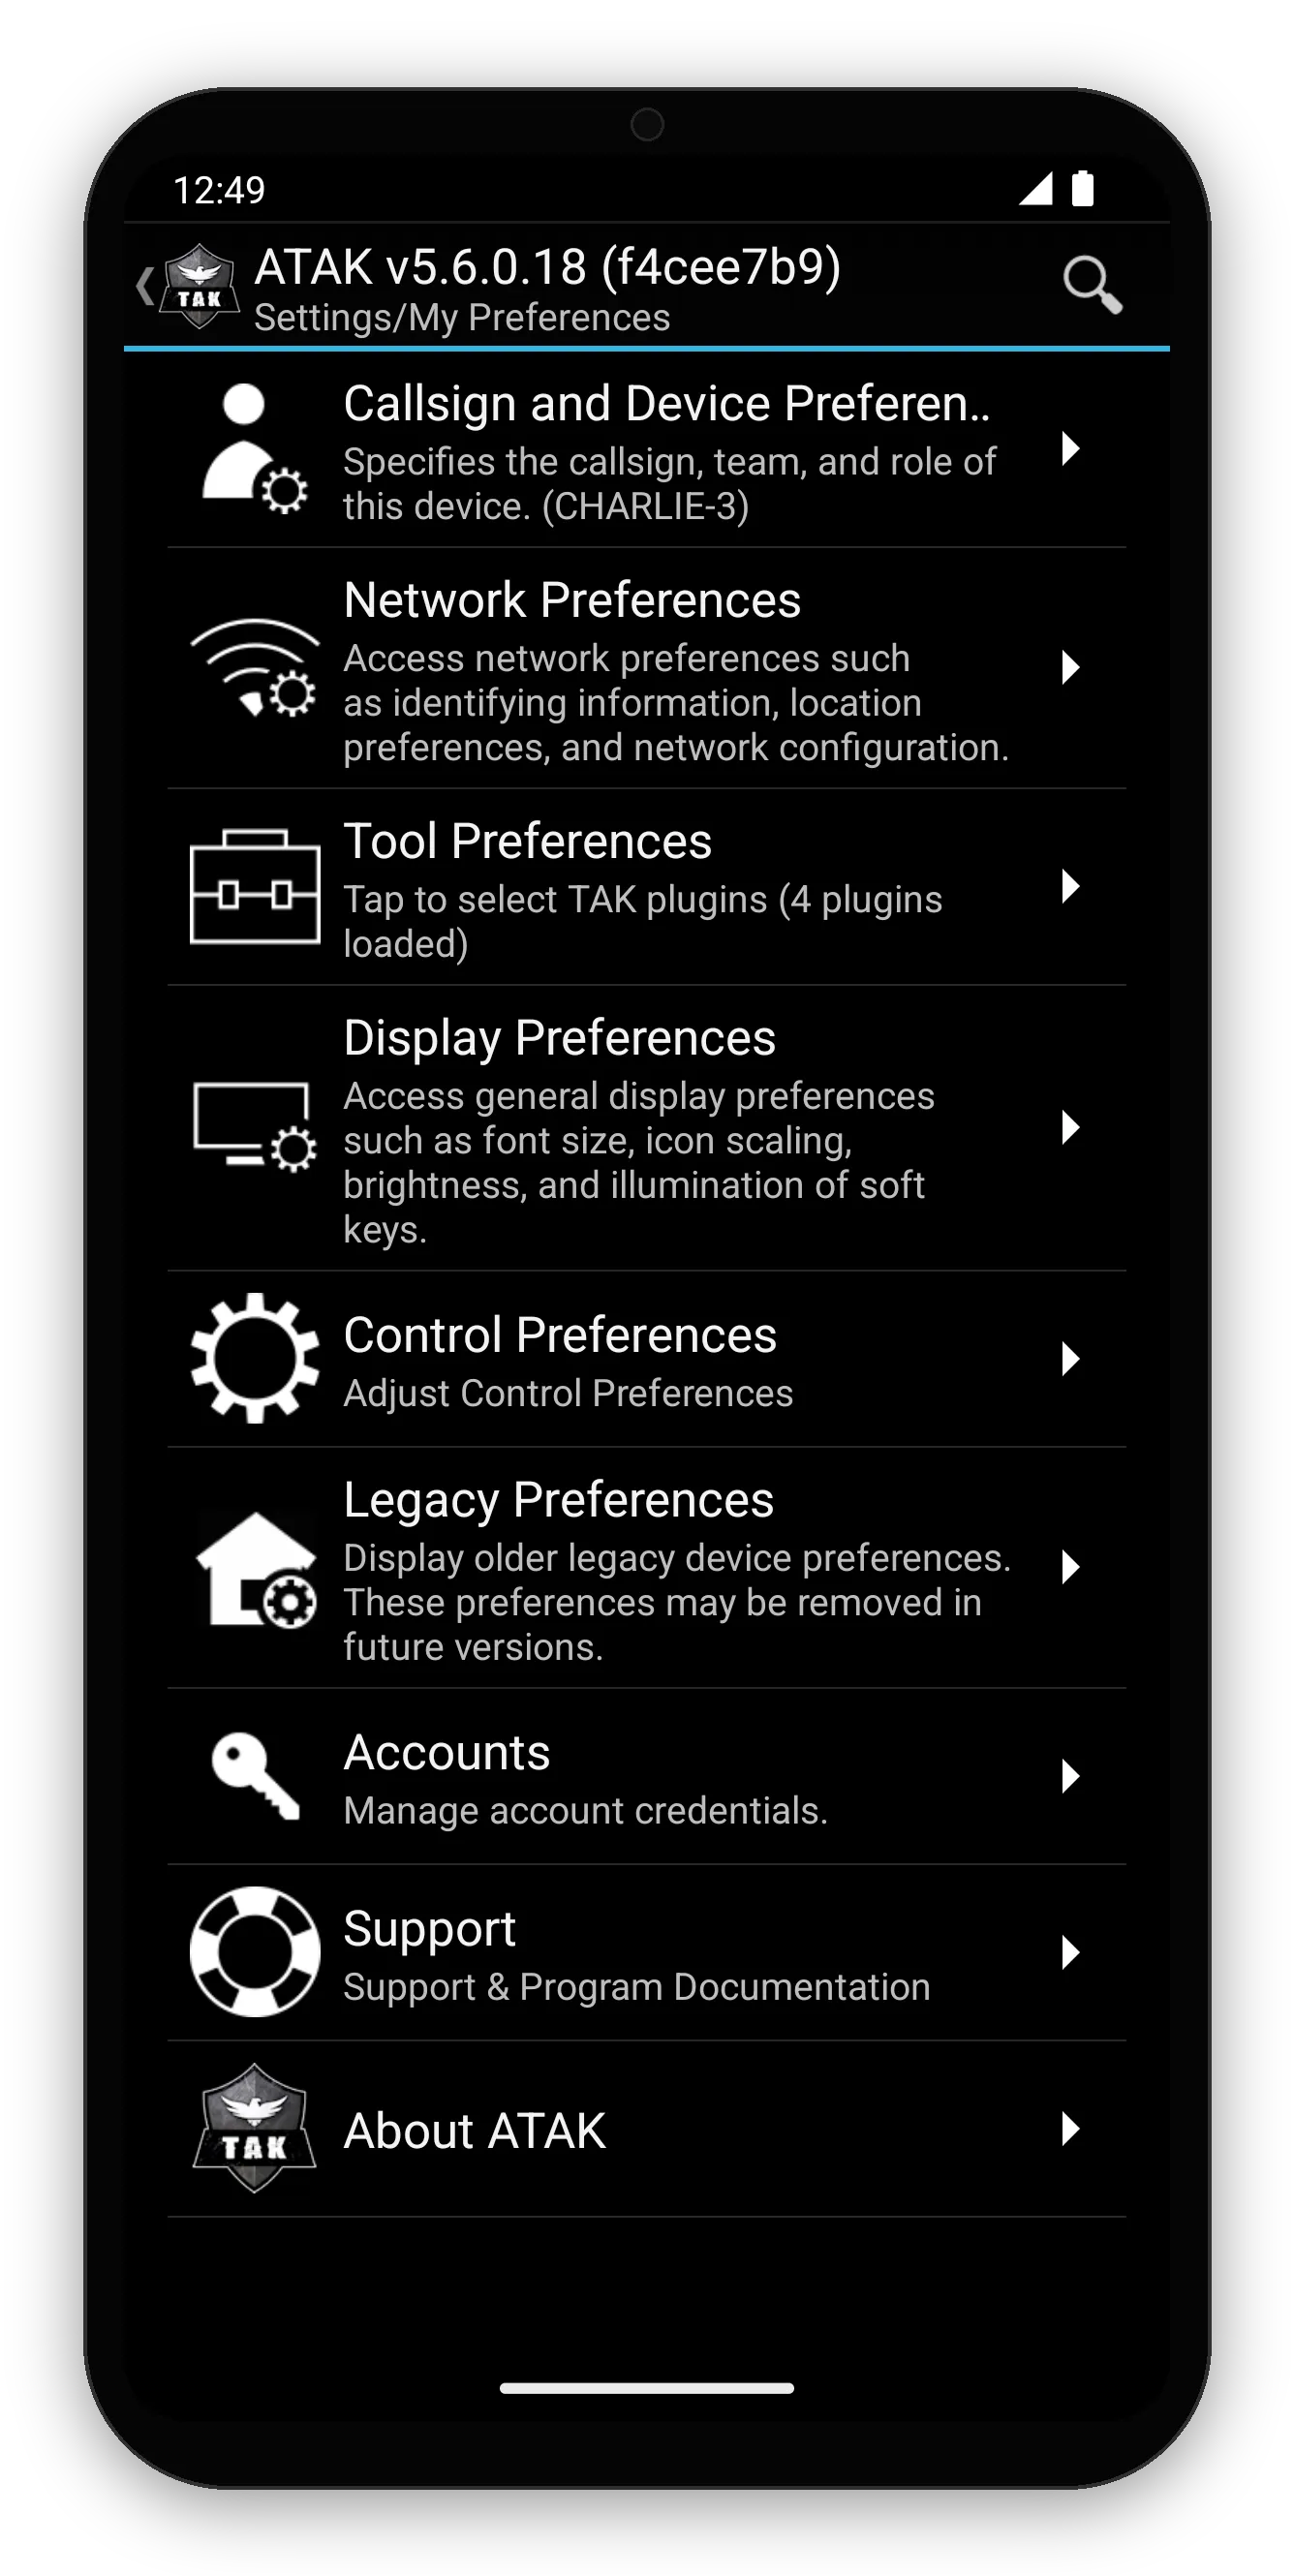 12:49
ATAK v5.6.0.18 (f4cee7b9)
TAK
Settings/My Preferences
Callsign and Device Preferen..
Specifies the callsign, team, and role of
this device. (CHARLIE-3)
Network Preferences
Access network preferences such
as identifying information, location
preferences, and network configuration.
Tool Preferences
Tap to select TAK plugins (4 plugins
loaded)
Display Preferences
Access general display preferences
such as font size, icon scaling,
brightness, and illumination of soft
keys.
Control Preferences
Adjust Control Preferences
Legacy Preferences
Display older legacy device preferences.
These preferences may be removed in
future versions.
Accounts
Manage account credentials.
Support
Support & Program Documentation
TAK
About ATAK